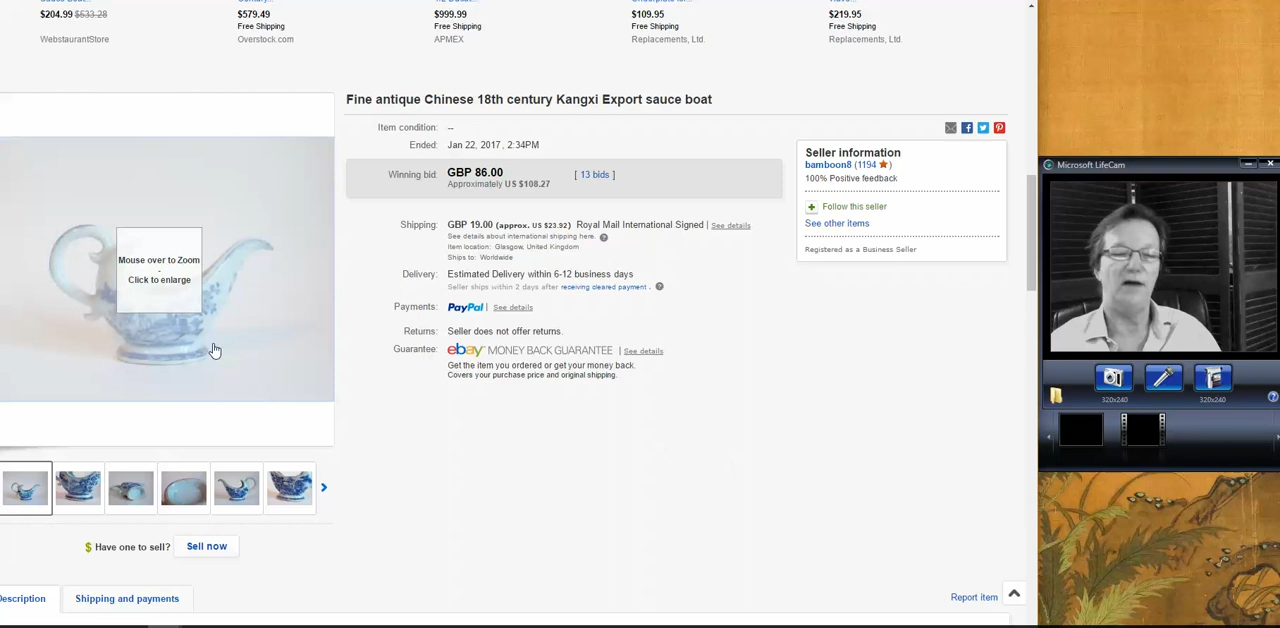 $204.99 $533.28
WebstaurantStore
$579.49
Free Shipping
Overstock.com
$999.99
Free Shipping
APMEX
$109.95
Free Shipping
Replacements, Ltd.
$219.95
Free Shipping
Replacements, Ltd.
Fine antique Chinese 18th century Kangxi Export sauce boat
Item condition: --
Ended: Jan 22, 2017 , 2:34PM
Winning bid: GBP 86.00 [ 13 bids ]
Approximately US $108.27
Shipping: GBP 19.00 (approx. US $23.92) Royal Mail International Signed | See details
See details about international shipping here. ?
Item location: Glasgow, United Kingdom
Ships to: Worldwide
Delivery: Estimated Delivery within 6-12 business days
Seller ships within 2 days after receiving cleared payment . ?
Payments: PayPal | See details
Returns: Seller does not offer returns.
Guarantee: ebay MONEY BACK GUARANTEE | See details
Get the item you ordered or get your money back.
Covers your purchase price and original shipping.
Seller information
bamboon8 (1194 )
100% Positive feedback
Follow this seller
See other items
Registered as a Business Seller
Mouse over to Zoom
-
Click to enlarge
$ Have one to sell? Sell now
Description
Shipping and payments
Report item
Microsoft LifeCam
320x240
320x240